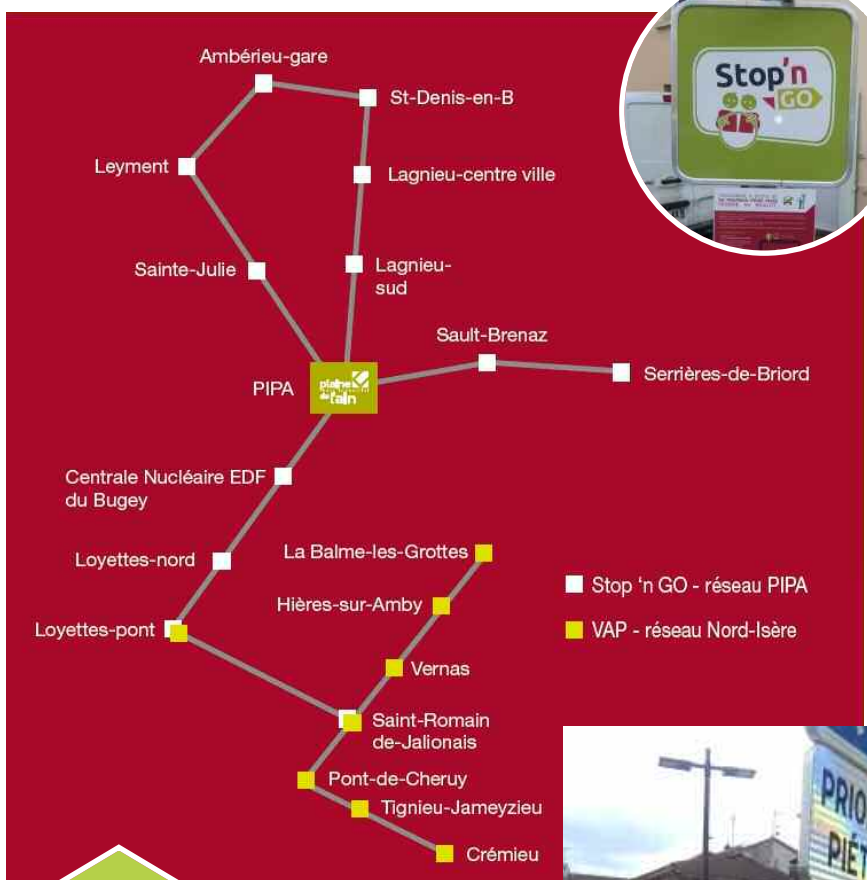 Ambérieu-gare
St-Denis-en-B
Leyment
Lagnieu-centre ville
Sainte-Julie
Lagnieu-
sud
Sault-Brenaz
Serrières-de-Briord
PIPA
plaine
de l'ain
Centrale Nucléaire EDF
du Bugey
Loyettes-nord
Loyettes-pont
La Balme-les-Grottes
Hières-sur-Amby
Vernas
Saint-Romain
de-Jalionais
Pont-de-Cheruy
Tignieu-Jameyzieu
Crémieu
Stop 'n GO - réseau PIPA
VAP - réseau Nord-Isère
Stop'n
GO
PRIO
PIÉT